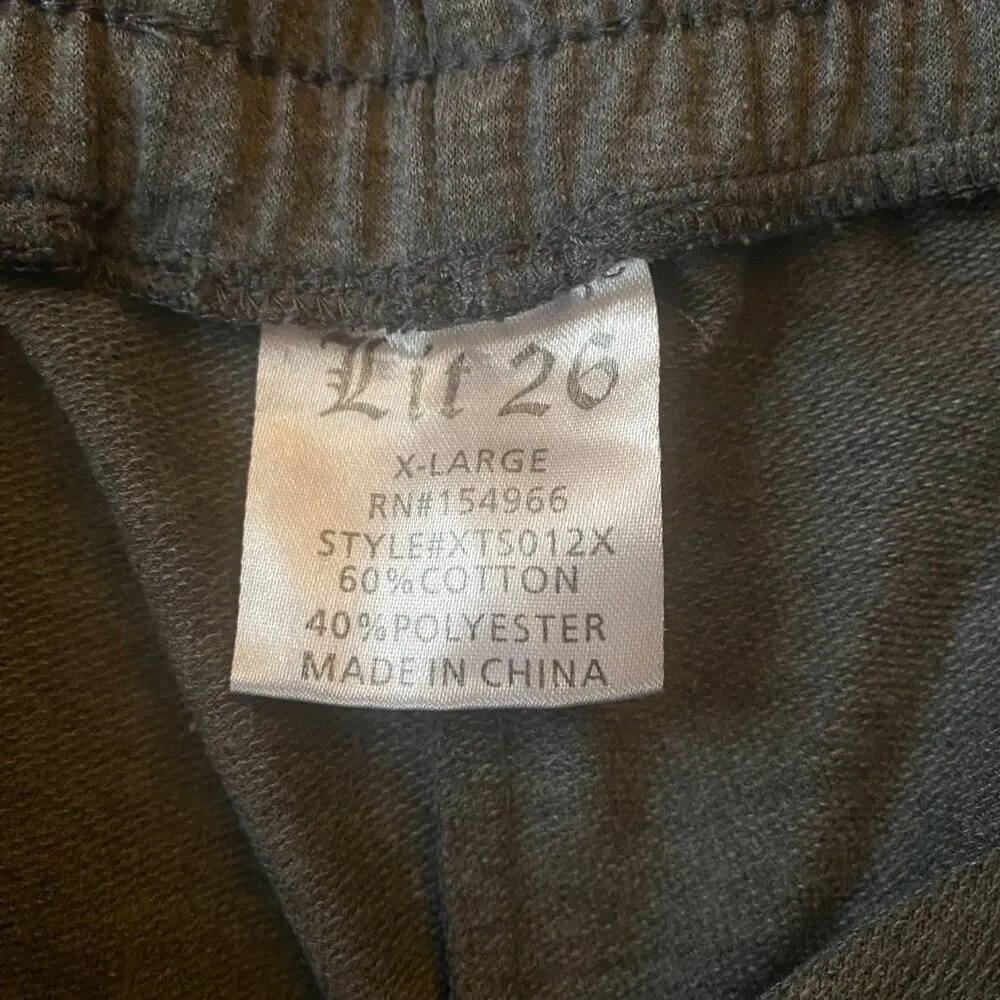 Lit 26
X-LARGE
RN#154966
STYLE#XTS012X
60%COTTON
40%POLYESTER
MADE IN CHINA